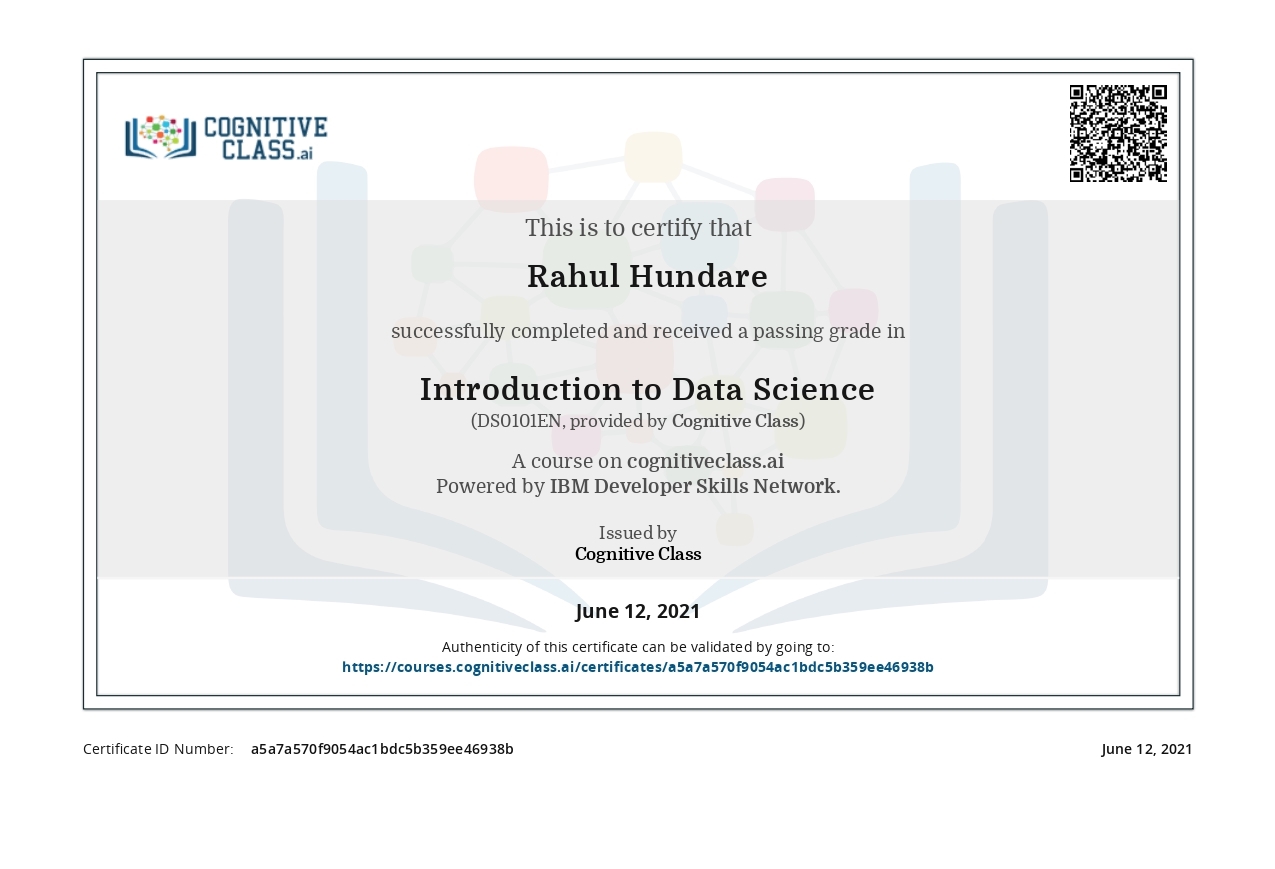 COGNITIVE
CLASS.ai
This is to certify that
Rahul Hundare
successfully completed and received a passing grade in
Introduction to Data Science
(DS0101EN, provided by Cognitive Class)
A course on cognitiveclass.ai
Powered by IBM Developer Skills Network.
Issued by
Cognitive Class
June 12, 2021
Authenticity of this certificate can be validated by going to:
https://courses.cognitiveclass.ai/certificates/a5a7a570f9054ac1bdc5b359ee46938b
Certificate ID Number: a5a7a570f9054ac1bdc5b359ee46938b
June 12, 2021